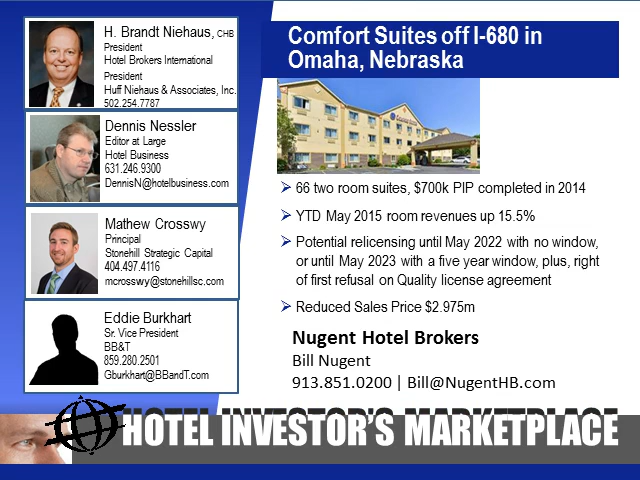 H. Brandt Niehaus, CHB
President
Hotel Brokers International
President
Huff Niehaus & Associates, Inc.
502.254.7787
Dennis Nessler
Editor at Large
Hotel Business
631.246.9300
DennisN@hotelbusiness.com
Mathew Crosswy
Principal
Stonehill Strategic Capital
404.497.4116
mcrosswy@stonehillsc.com
Eddie Burkhart
Sr. Vice President
BB&T
859.280.2501
Gburkhart@BBandT.com
Comfort Suites off I-680 in
Omaha, Nebraska
66 two room suites, $700k PIP completed in 2014
YTD May 2015 room revenues up 15.5%
Potential relicensing until May 2022 with no window,
or until May 2023 with a five year window, plus, right
of first refusal on Quality license agreement
Reduced Sales Price $2.975m
Nugent Hotel Brokers
Bill Nugent
913.851.0200 | Bill@NugentHB.com
HOTEL INVESTOR'S MARKETPLACE